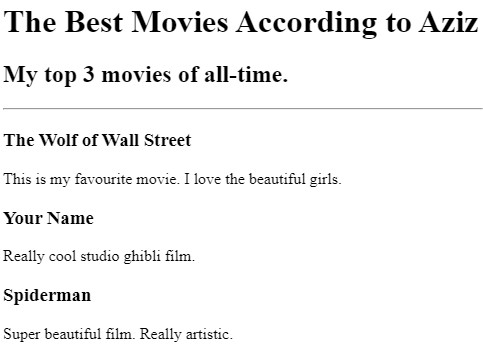 The Best Movies According to Aziz
My top 3 movies of all-time.
The Wolf of Wall Street
This is my favourite movie. I love the beautiful girls.
Your Name
Really cool studio ghibli film.
Spiderman
Super beautiful film. Really artistic.